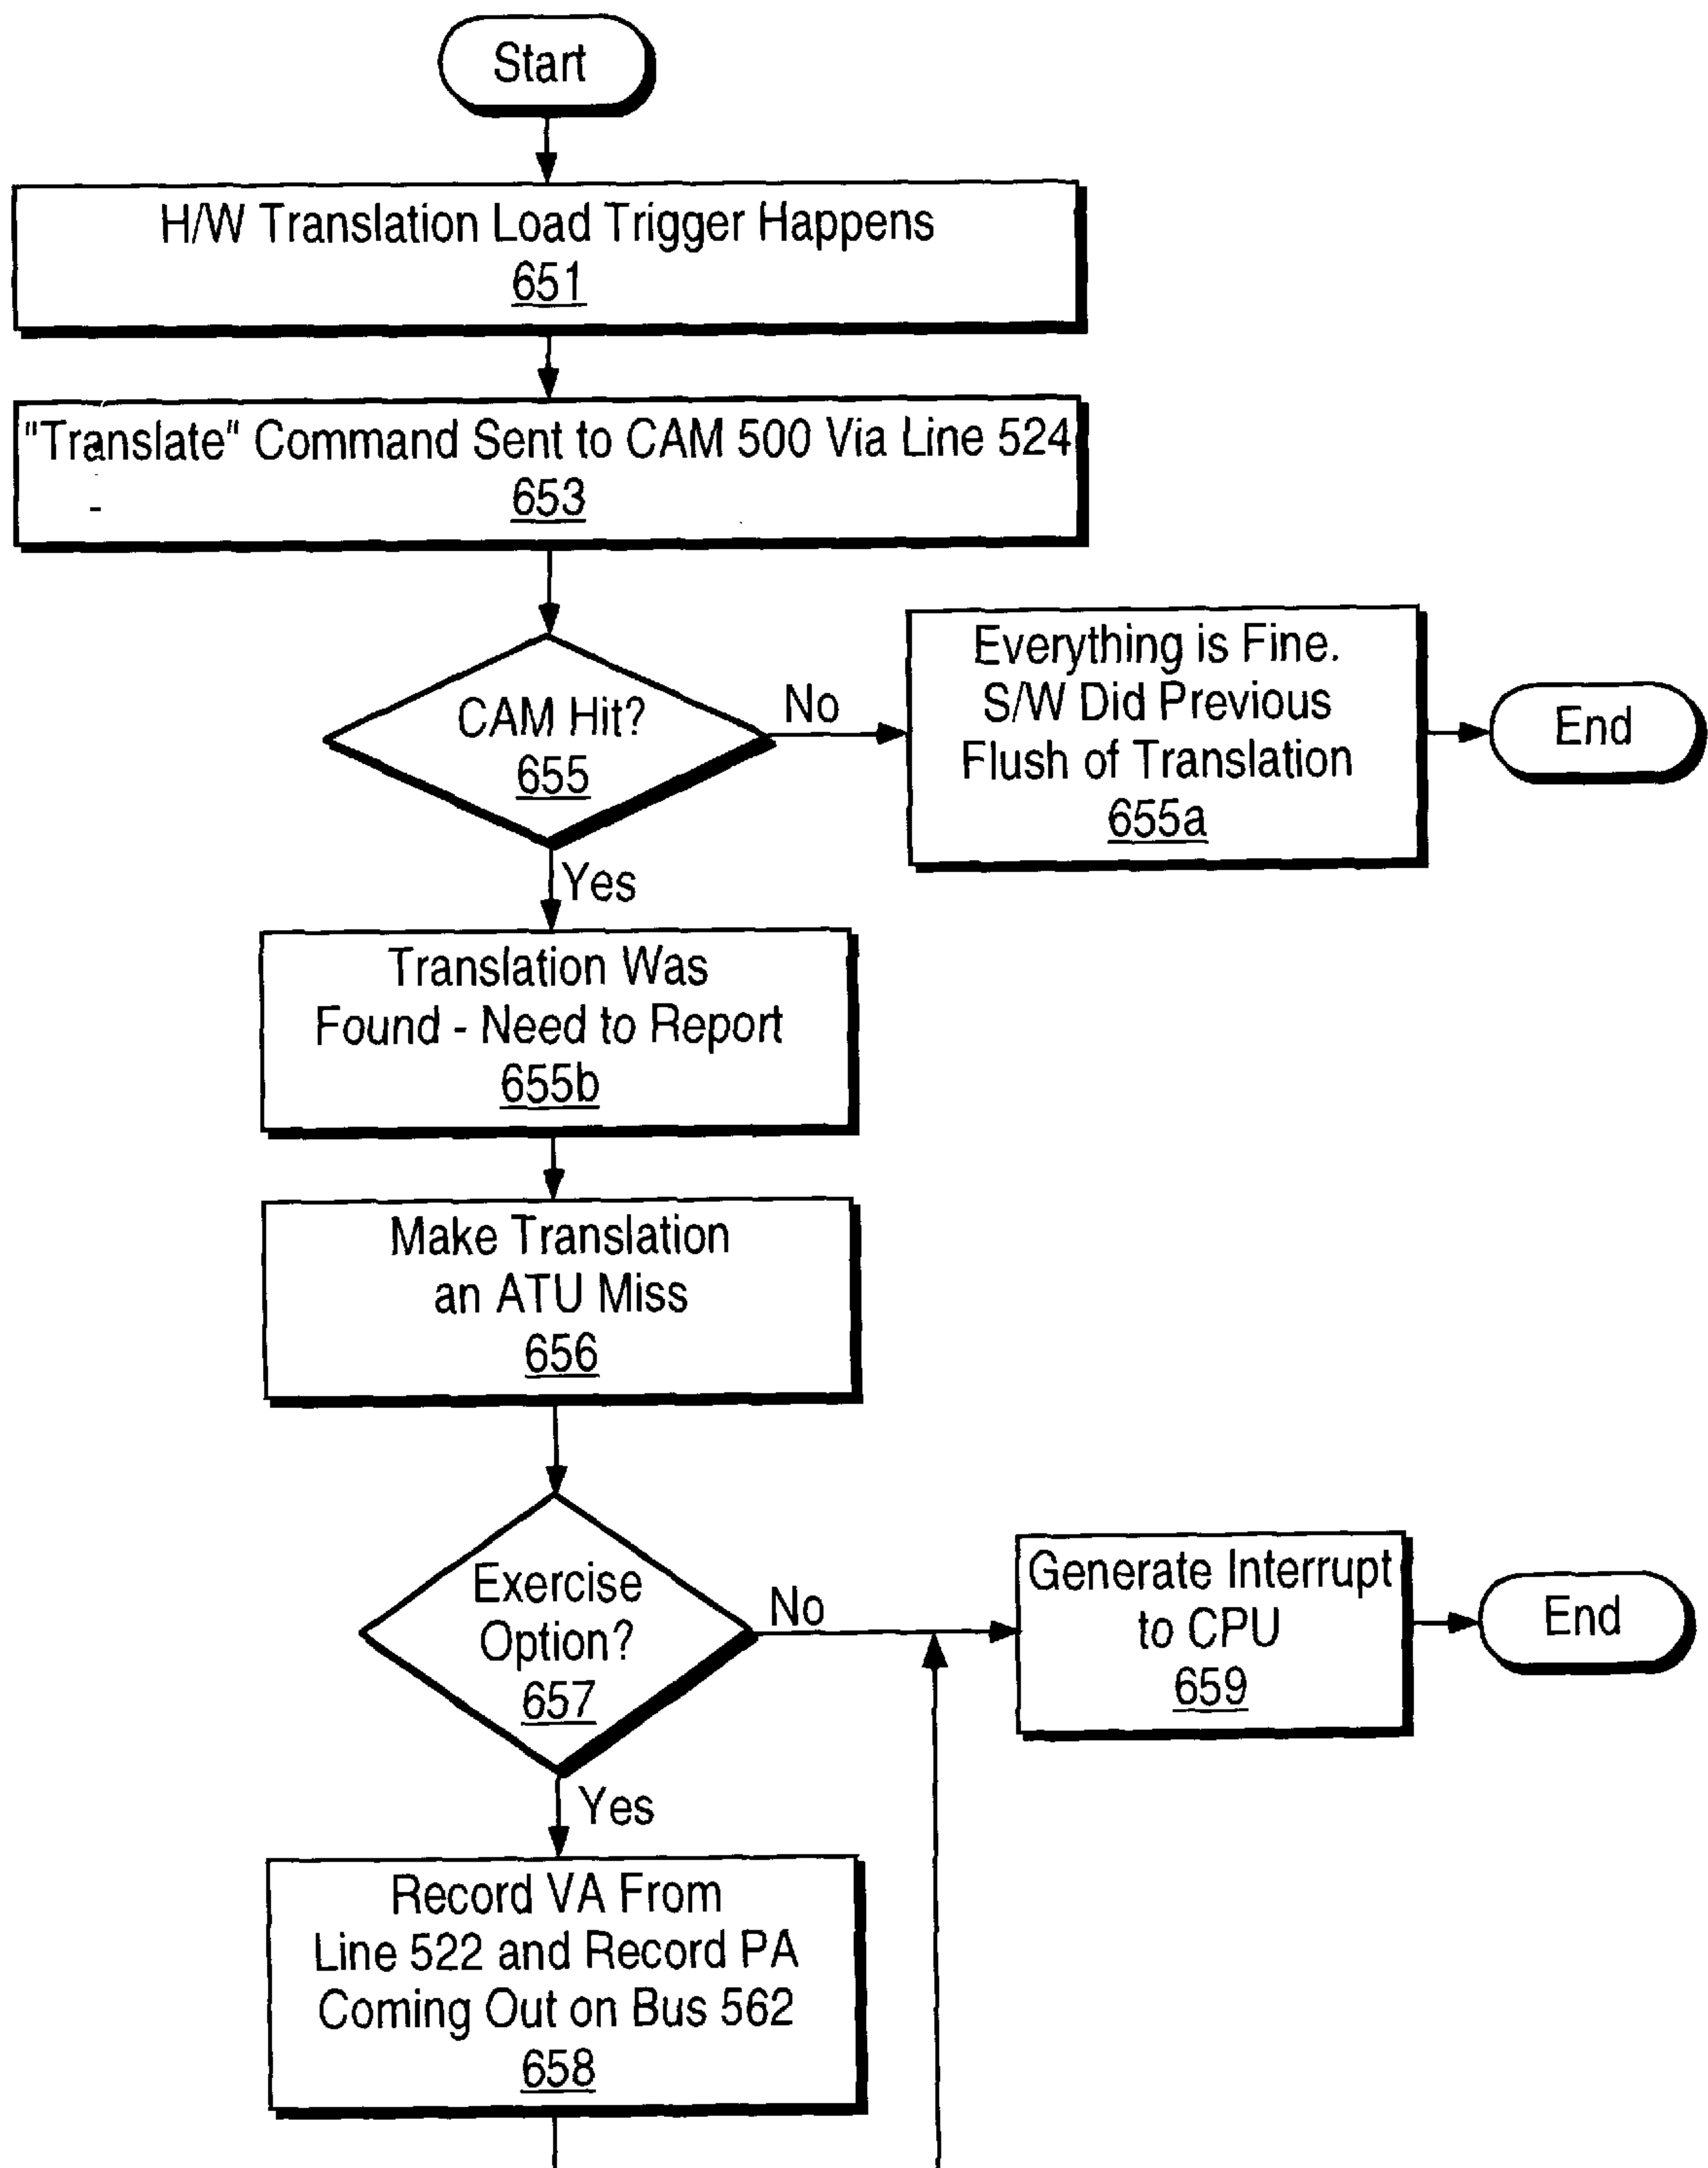 Start
H/W Translation Load Trigger Happens
651
"Translate" Command Sent to CAM 500 Via Line 524
653
CAM Hit?
655
No
Everything is Fine.
S/W Did Previous
Flush of Translation
655a
End
Yes
Translation Was
Found - Need to Report
655b
Make Translation
an ATU Miss
656
Exercise
Option?
657
No
Generate Interrupt
to CPU
659
End
Yes
Record VA From
Line 522 and Record PA
Coming Out on Bus 562
658